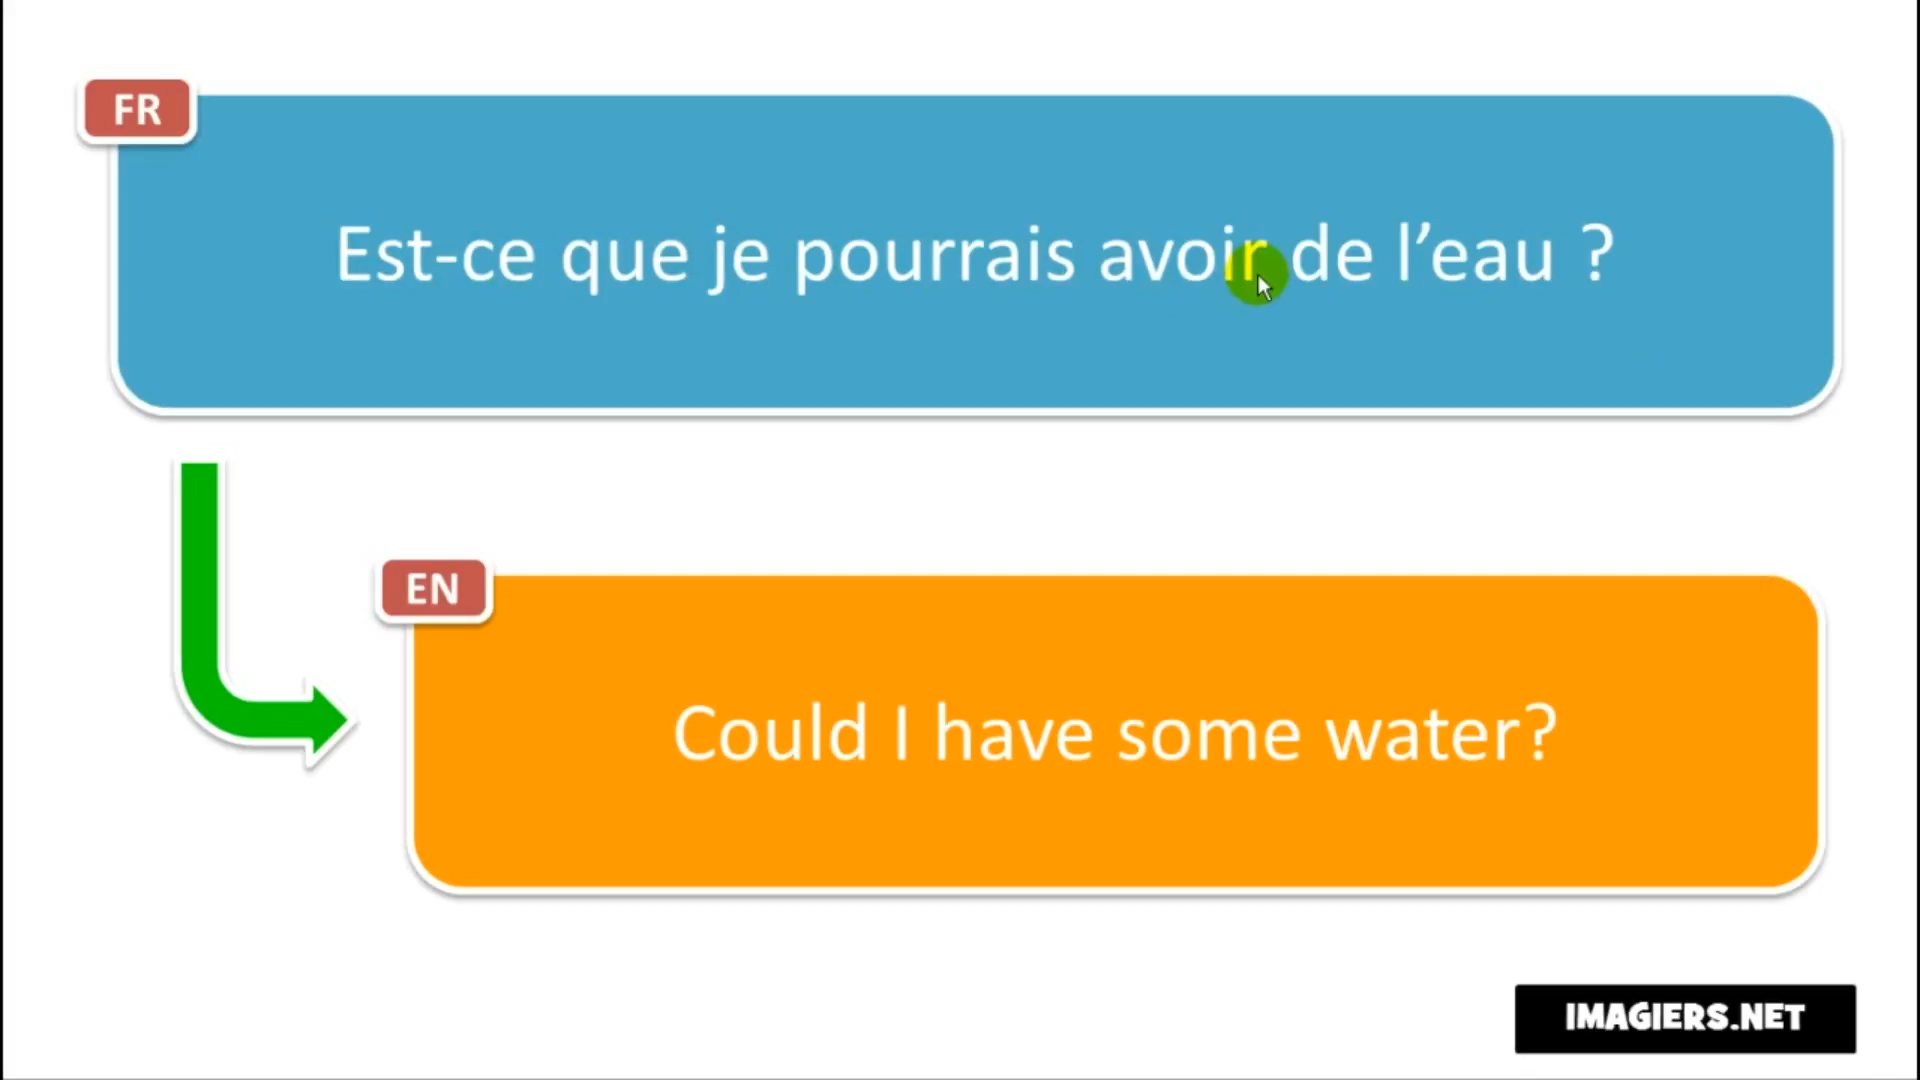 FR
Est-ce que je pourrais avoir de l’eau ?
EN
Could I have some water?
IMAGIERS.NET